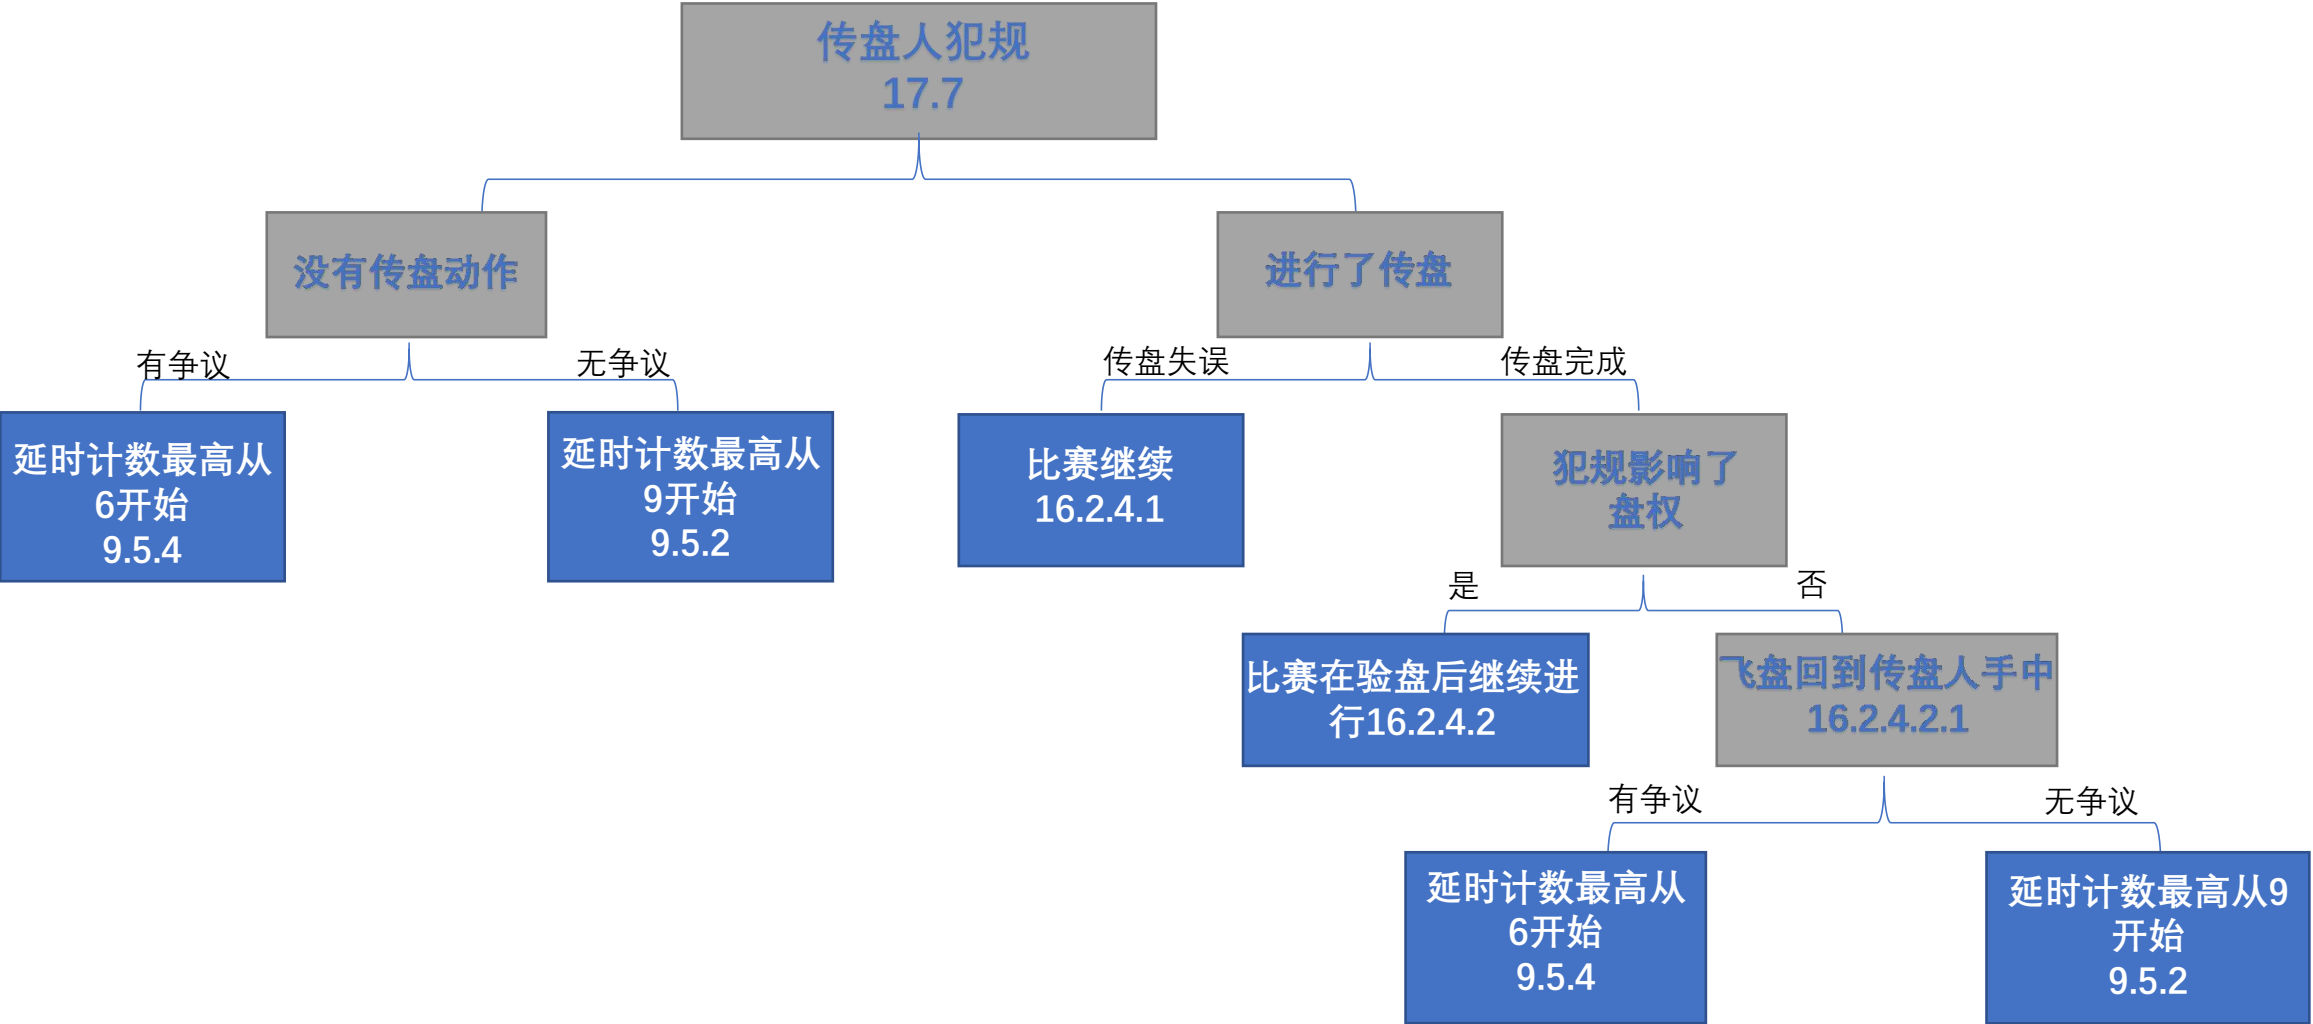 传盘人犯规
17.7
没有传盘动作
进行了传盘
有争议
无争议
传盘失误
传盘完成
延时计数最高从
6开始
9.5.4
延时计数最高从
9开始
9.5.2
比赛继续
16.2.4.1
犯规影响了
盘权
是
否
比赛在验盘后继续进
行16.2.4.2
飞盘回到传盘人手中
16.2.4.2.1
有争议
无争议
延时计数最高从
6开始
9.5.4
延时计数最高从9
开始
9.5.2